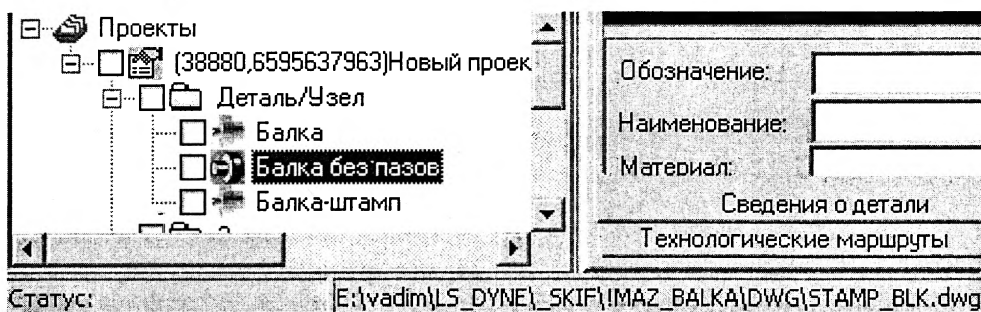 Проекты
(38880,6595637963)Новый проек
Деталь/Узел
Балка
Балка без пазов
Балка-штамп
Обозначение:
Наименование:
Материал:
Сведения о детали
Технологические маршруты
Статус:
E:\vadim\LS_DYNE\_SKIF\!MAZ_BALKA\DWG\STAMP_BLK.dwg